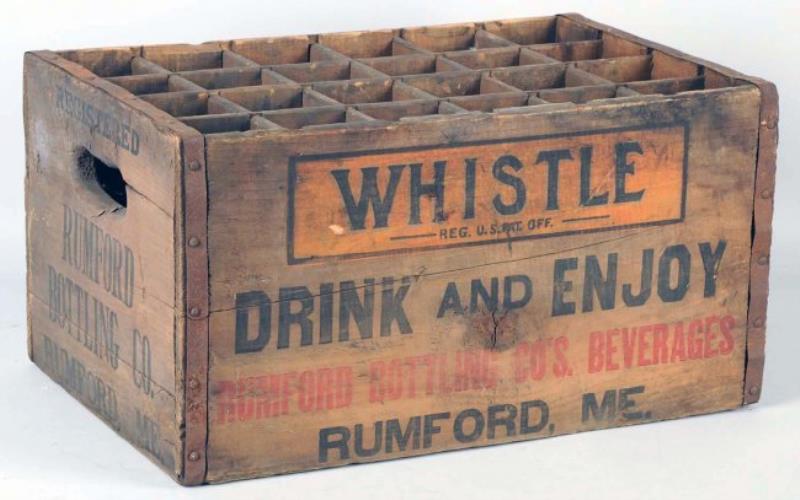 REGISTERED
RUMFORD
BOTTLING CO.
RUMFORD ME.
WHISTLE
REG. U.S. PAT. OFF.
DRINK AND ENJOY
RUMFORD BOTTLING CO'S. BEVERAGES
RUMFORD, ME.